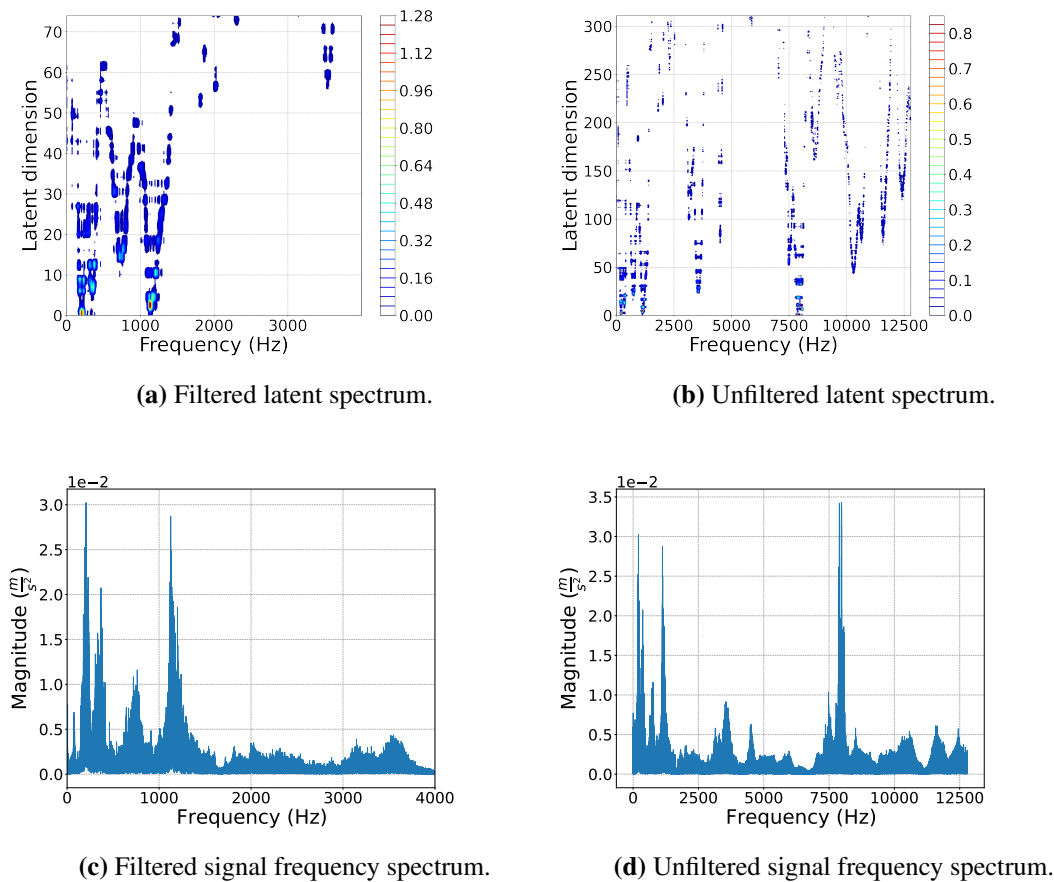 1.28
1.12
0.96
0.80
0.64
0.48
0.32
0.16
0.00
70
60
50
40
30
20
10
0
Latent dimension
0 1000 2000 3000
Frequency (Hz)
(a) Filtered latent spectrum.
0.8
0.7
0.6
0.5
0.4
0.3
0.2
0.1
0.0
300
250
200
150
100
50
0
Latent dimension
0 2500 5000 7500 10000 12500
Frequency (Hz)
(b) Unfiltered latent spectrum.
1e−2
3.0
2.5
2.0
1.5
1.0
0.5
0.0
Magnitude (m/s²)
0 1000 2000 3000 4000
Frequency (Hz)
(c) Filtered signal frequency spectrum.
1e−2
3.5
3.0
2.5
2.0
1.5
1.0
0.5
0.0
Magnitude (m/s²)
0 2500 5000 7500 10000 12500
Frequency (Hz)
(d) Unfiltered signal frequency spectrum.